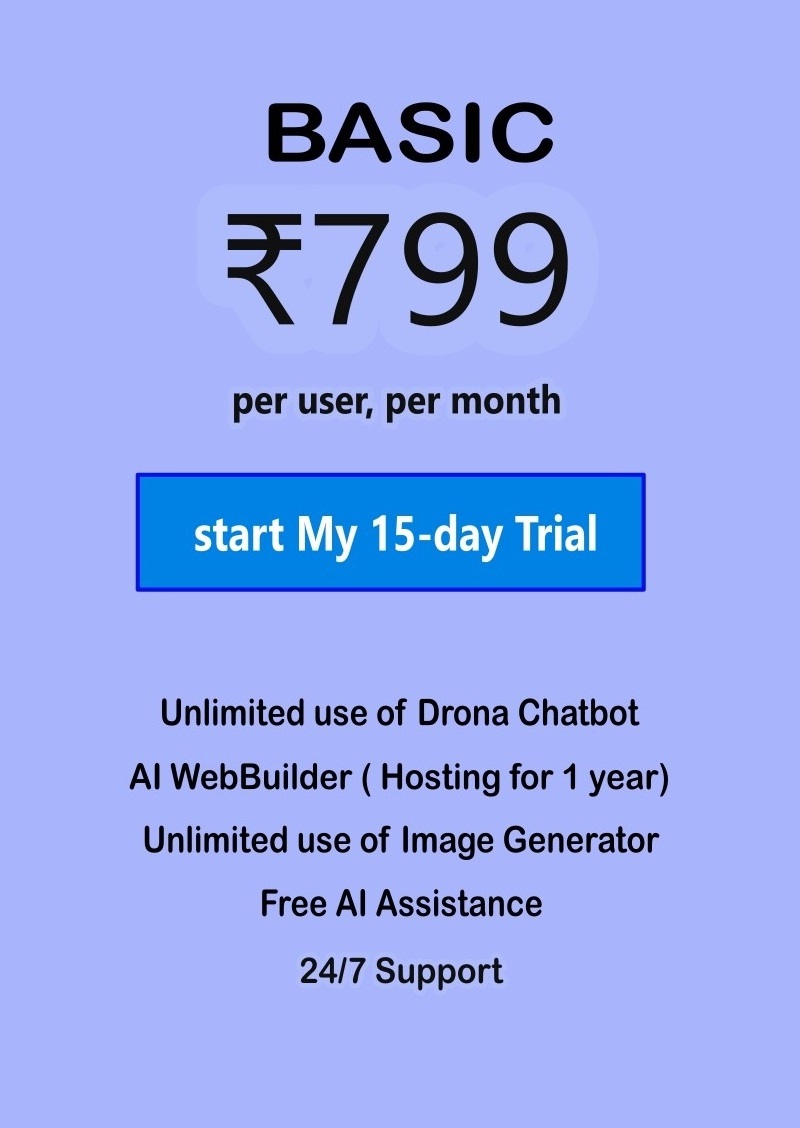 BASIC
₹799
per user, per month
start My 15-day Trial
Unlimited use of Drona Chatbot
AI WebBuilder ( Hosting for 1 year)
Unlimited use of Image Generator
Free AI Assistance
24/7 Support